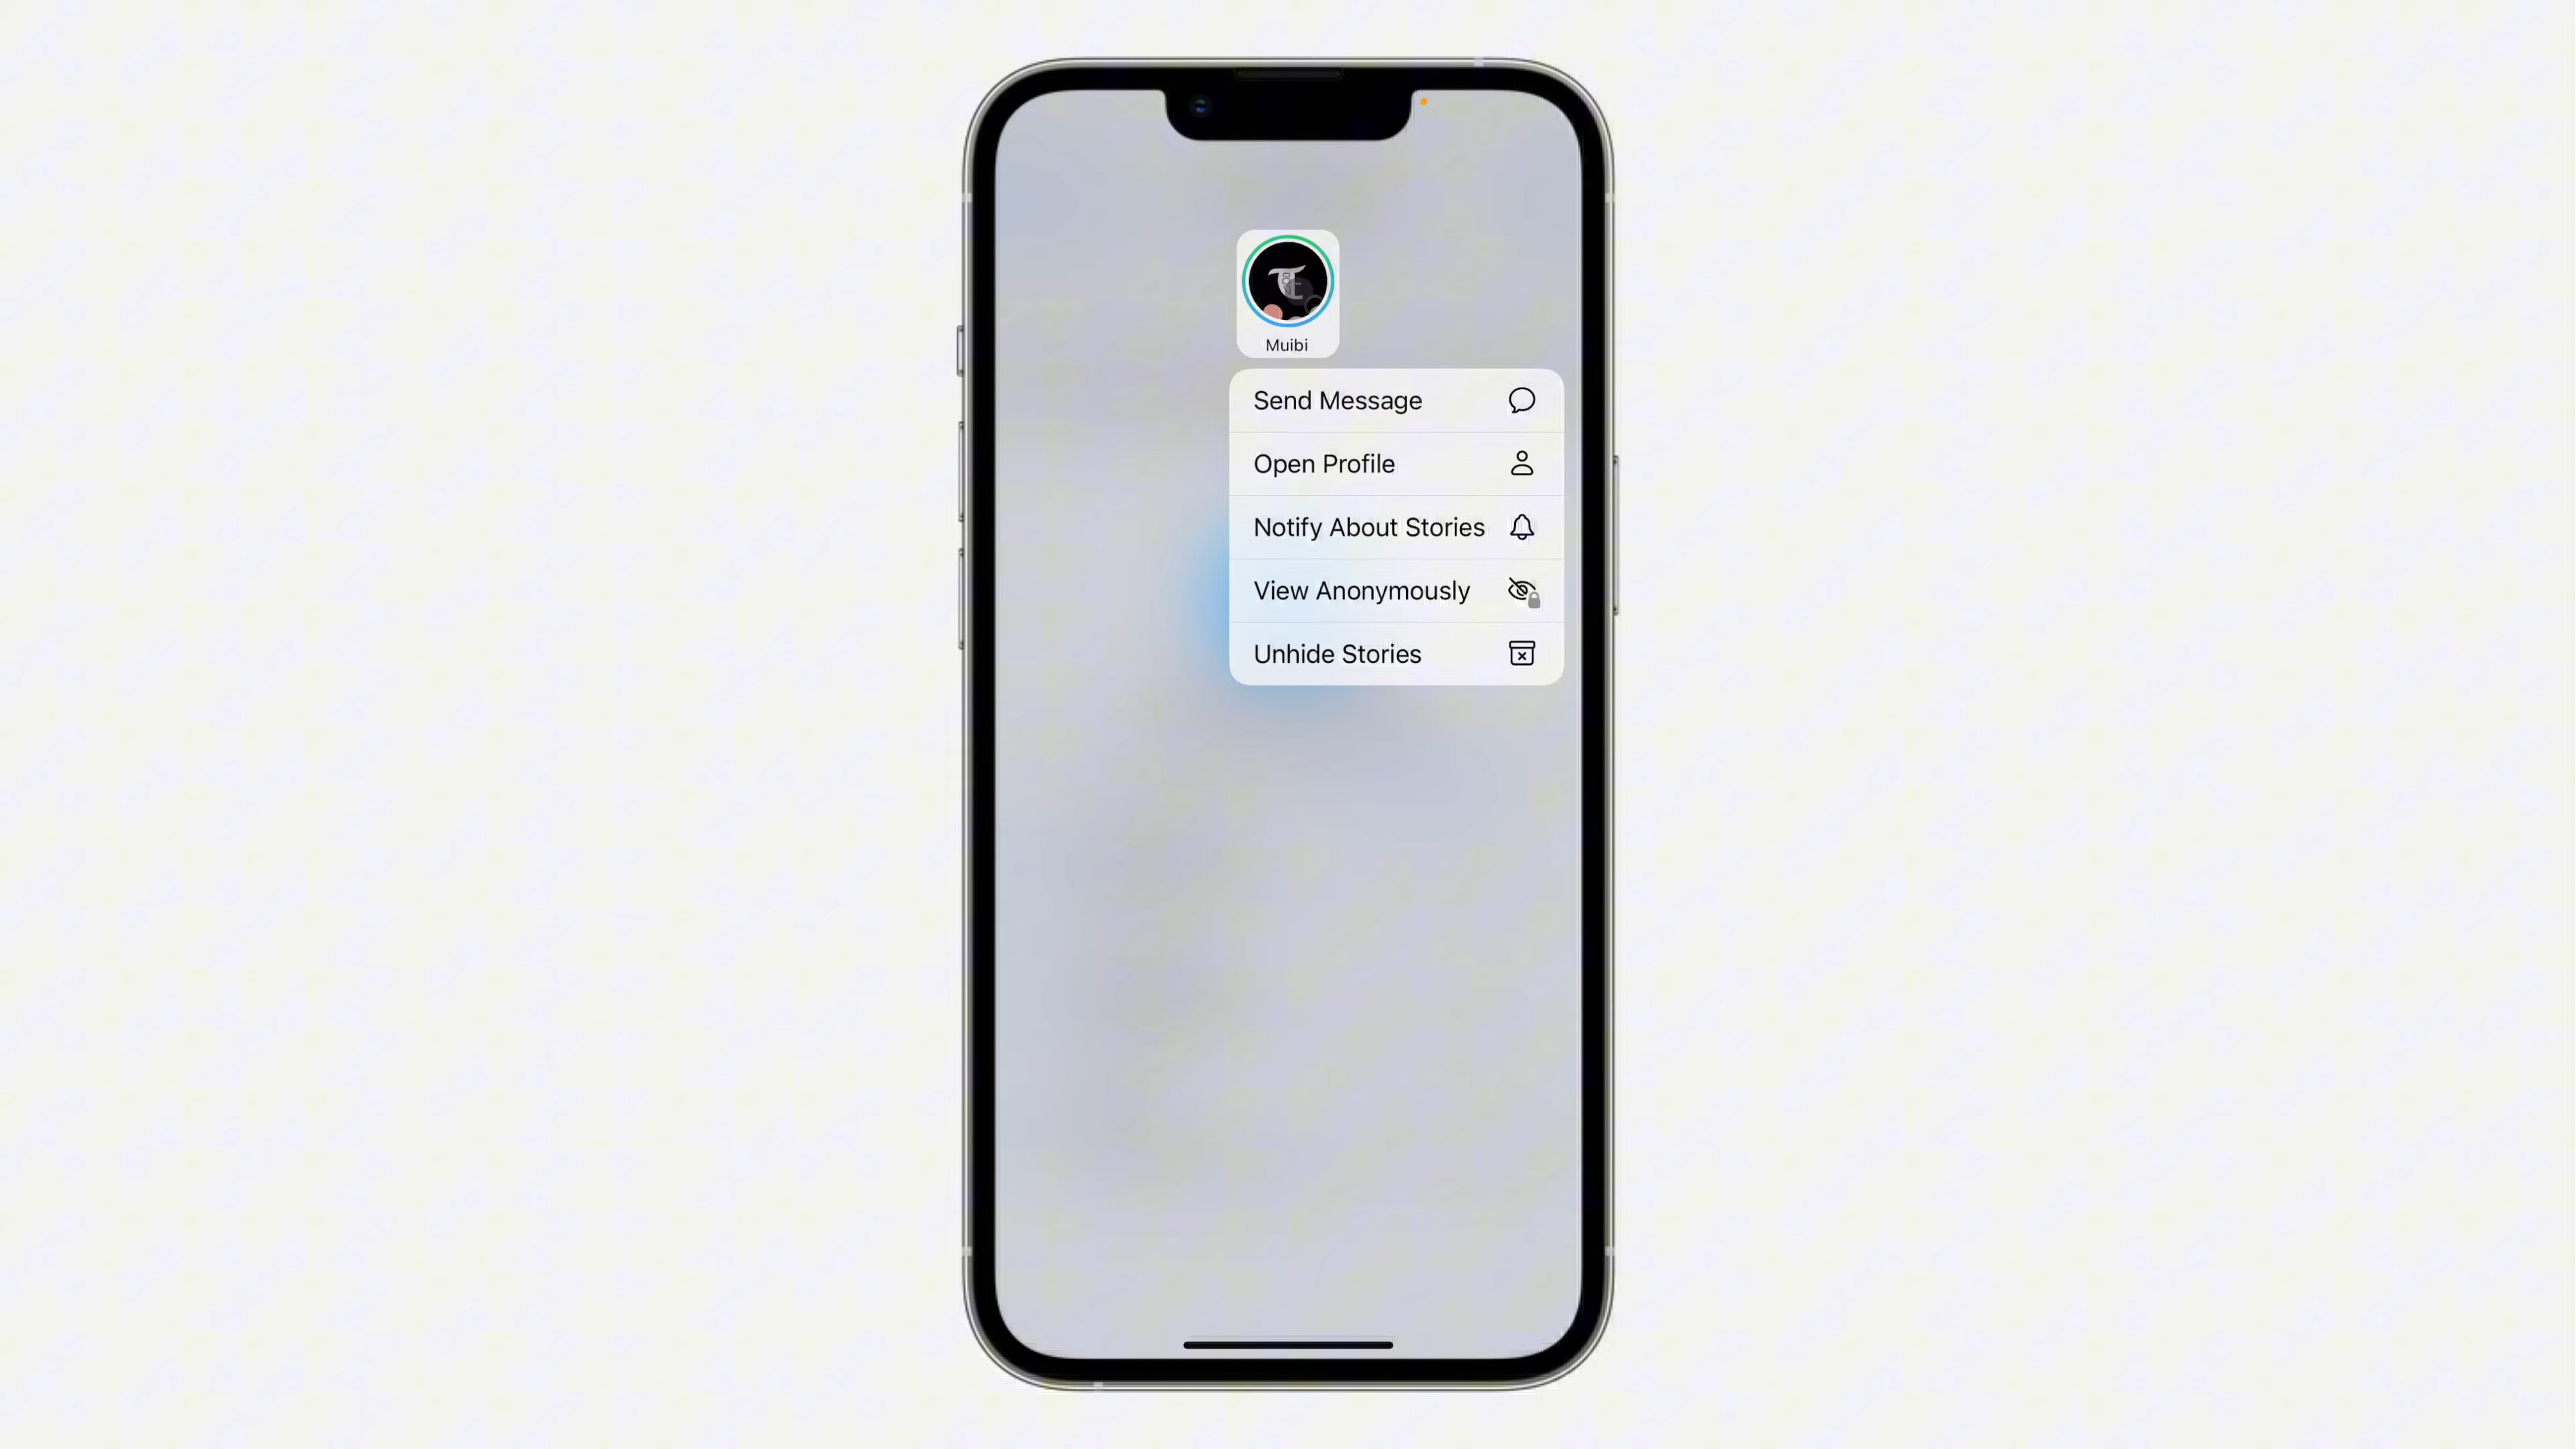 Muibi
Send Message
Open Profile
Notify About Stories
View Anonymously
Unhide Stories